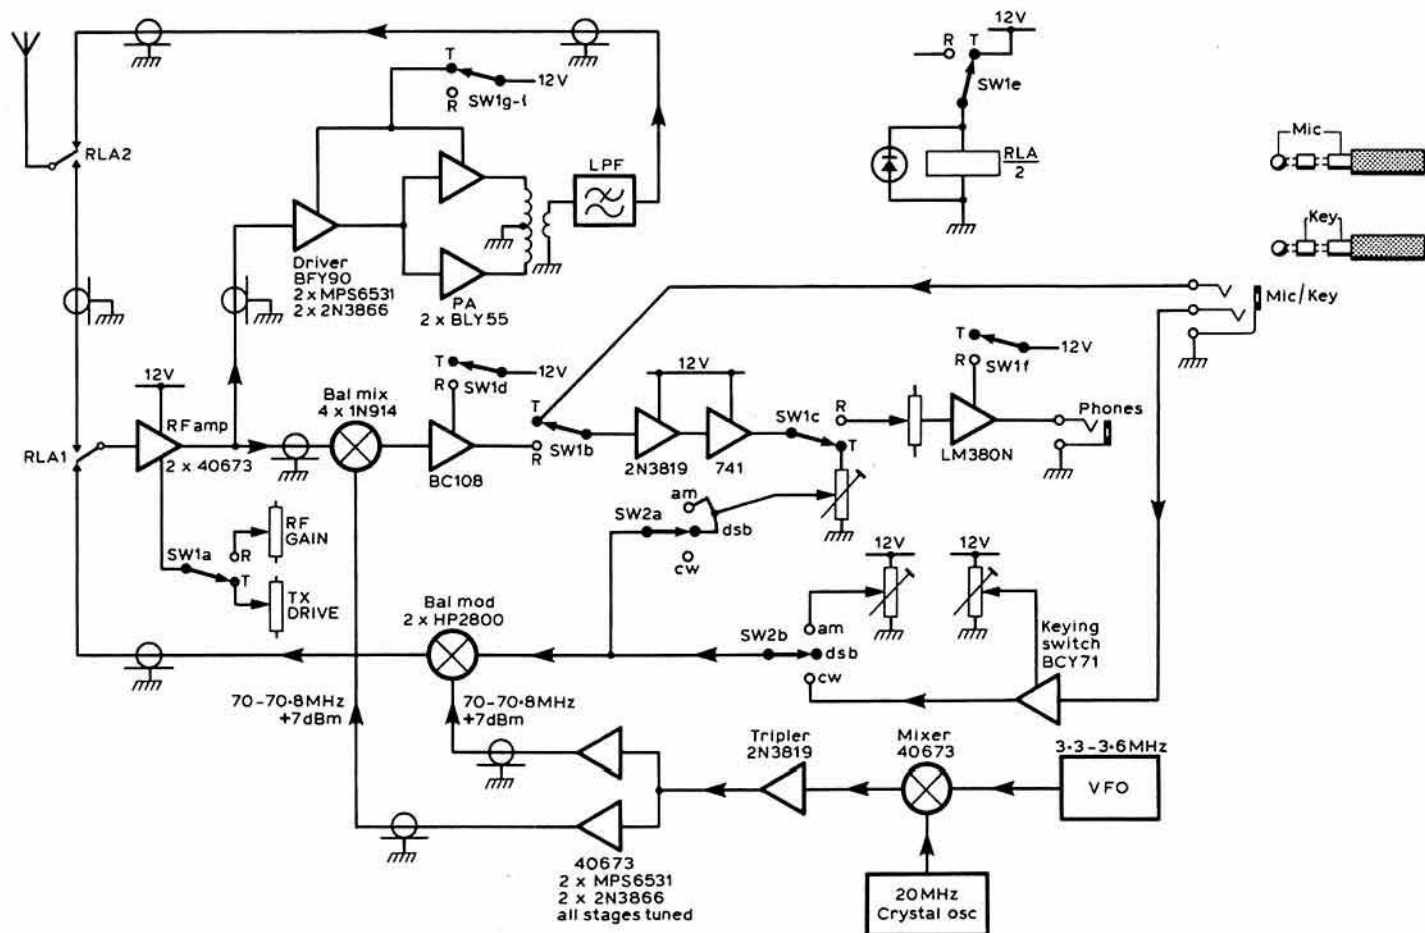 12V
R
T
SW1e
RLA
2
T
12V
R
SW1g-l
RLA2
LPF
Mic
Key
Driver
BFY90
2 x MPS6531
2 x 2N3866
PA
2 x BLY55
Mic/Key
12V
RF amp
2 x 40673
RLA1
Bal mix
4 x 1N914
T
12V
R
SW1d
BC108
T
R
SW1b
12V
2N3819
741
SW1c
R
T
T
12V
R
SW1f
LM380N
Phones
SW1a
R
T
RF
GAIN
TX
DRIVE
SW2a
am
dsb
cw
12V
12V
Bal mod
2 x HP2800
SW2b
am
dsb
cw
Keying
switch
BCY71
70-70·8MHz
+7dBm
70-70·8MHz
+7dBm
Tripler
2N3819
Mixer
40673
3·3-3·6MHz
VFO
40673
2 x MPS6531
2 x 2N3866
all stages tuned
20MHz
Crystal osc